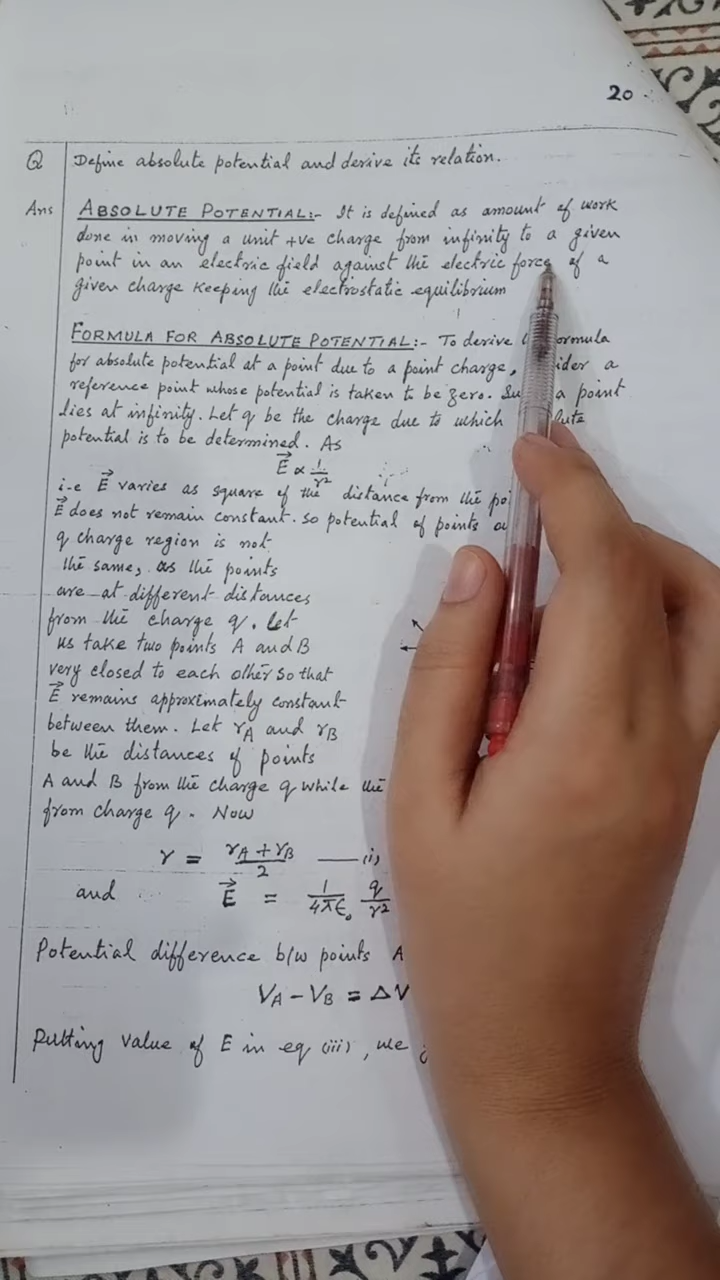 20.
Q Define absolute potential and derive its relation.
Ans ABSOLUTE POTENTIAL:- It is defined as amount of work
done in moving a unit +ve charge from infinity to a given
point in an electric field against the electric force of a
given charge keeping the electrostatic equilibrium
FORMULA FOR ABSOLUTE POTENTIAL:- To derive
for absolute potential at a point due to a point charge, a
reference point whose potential is taken to be zero. a point
lies at infinity. Let q be the charge due to which
potential is to be determined. As
E⃗ ∝ 1/r²
i.e E⃗ varies as square of the distance from the
E⃗ does not remain constant. So potential of points
q charge region is not
the same, as the points
are at different distances
from the charge q. Let
us take two points A and B
very closed to each other so that
E⃗ remains approximately constant
between them. Let rA and rB
be the distances of points
A and B from the charge q while the
from charge q. Now
r = (rA + rB)/2 —— (i)
and E⃗ = 1/4πϵ₀ q/r²
Potential difference b/w points A
VA - VB = ΔV
Putting value of E in eq (iii), we